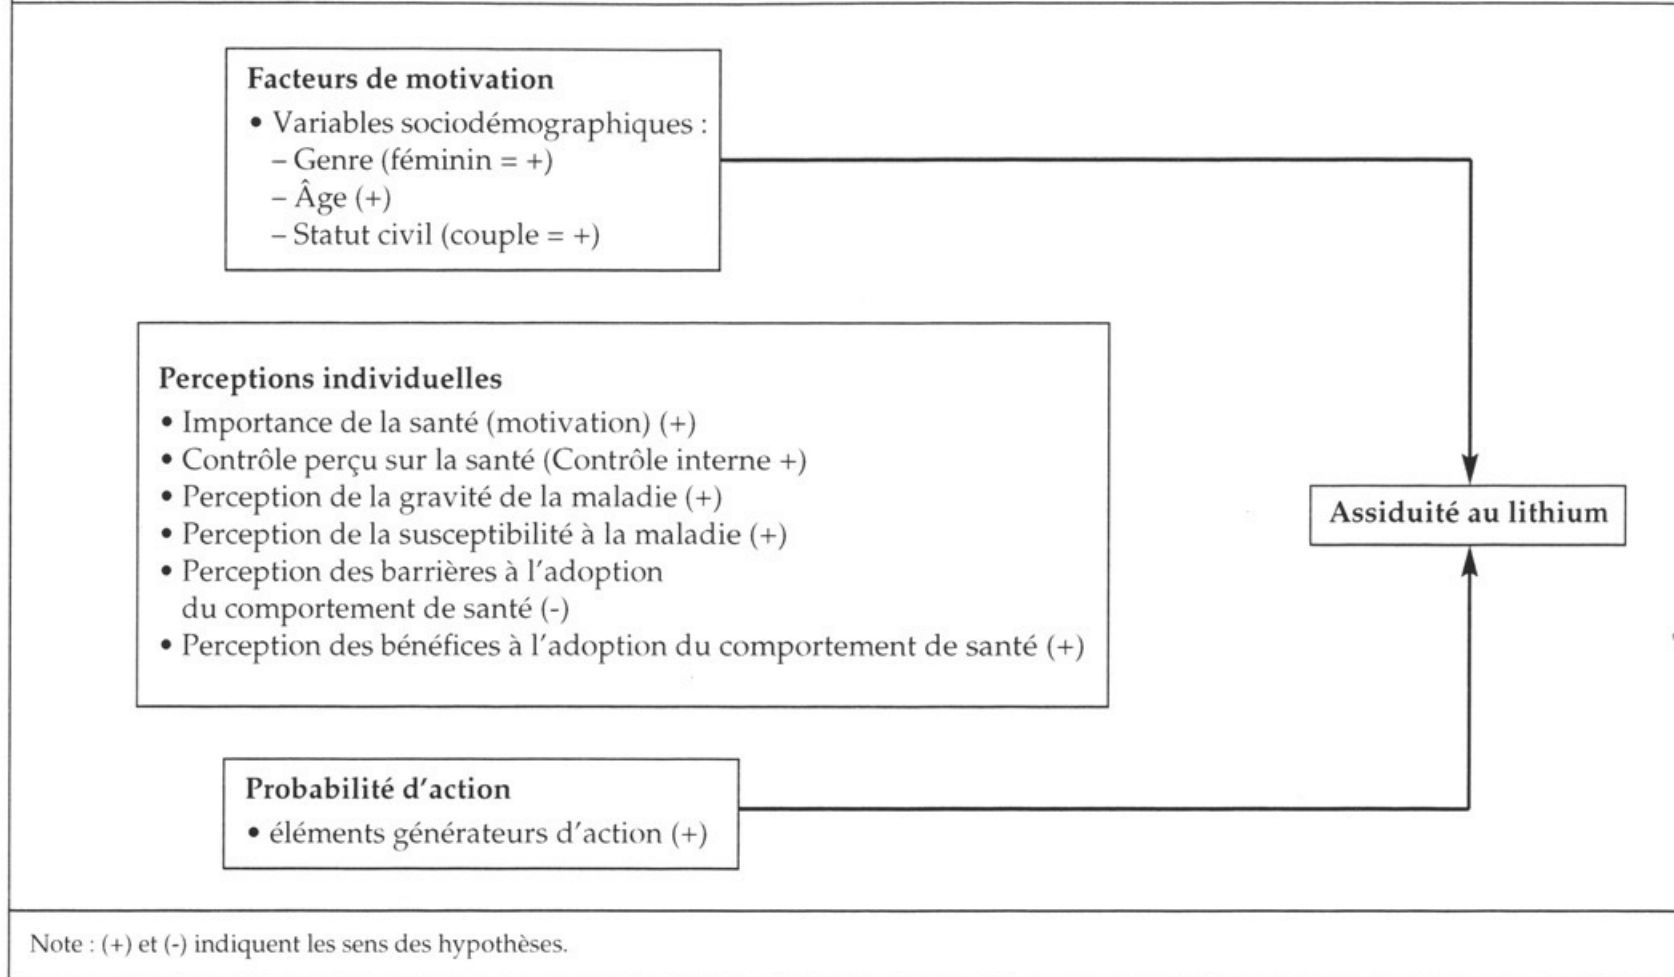 Facteurs de motivation
• Variables sociodémographiques :
– Genre (féminin = +)
– Âge (+)
– Statut civil (couple = +)
Perceptions individuelles
• Importance de la santé (motivation) (+)
• Contrôle perçu sur la santé (Contrôle interne +)
• Perception de la gravité de la maladie (+)
• Perception de la susceptibilité à la maladie (+)
• Perception des barrières à l'adoption
du comportement de santé (-)
• Perception des bénéfices à l'adoption du comportement de santé (+)
Assiduité au lithium
Probabilité d'action
• éléments générateurs d'action (+)
Note : (+) et (-) indiquent les sens des hypothèses.